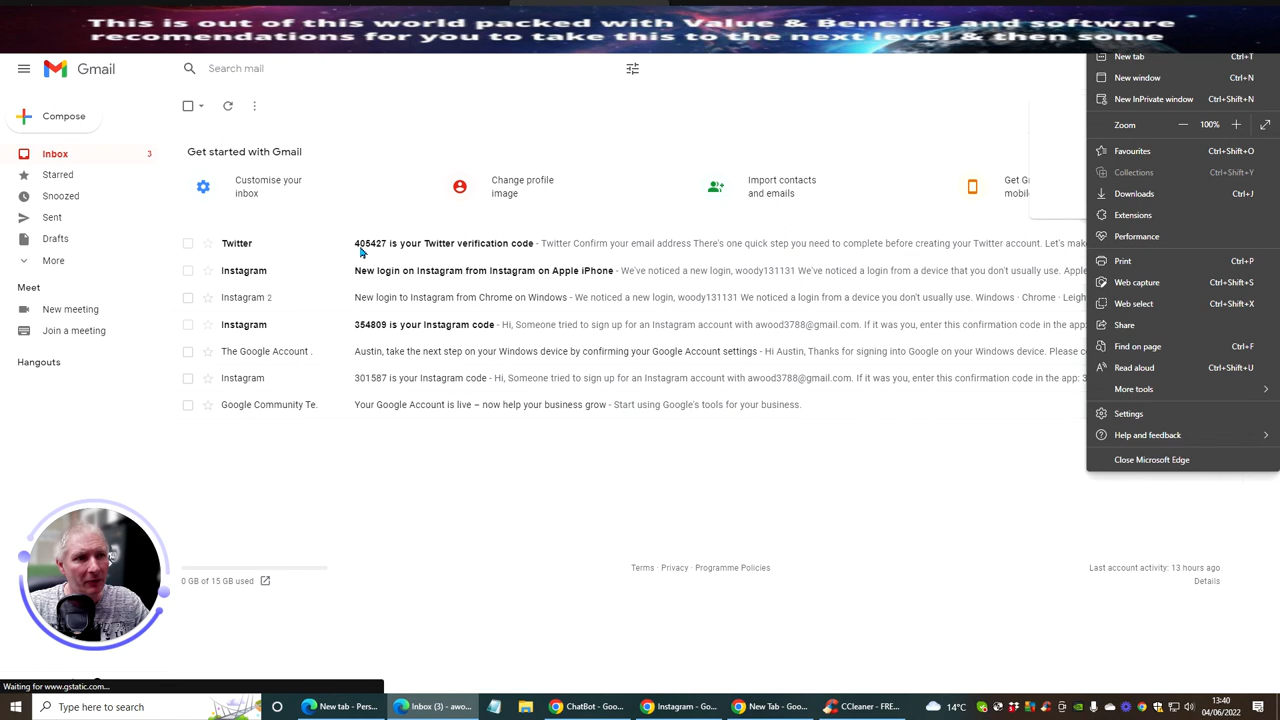 This is out of this world packed with Value & Benefits and software
recomendations for you to take this to the next level & then some
Gmail
Search mail
Compose
Inbox 3
Starred
Snoozed
Sent
Drafts
More
Meet
New meeting
Join a meeting
Hangouts
Get started with Gmail
Customise your
inbox
Change profile
image
Import contacts
and emails
Get G
mobil
Twitter 405427 is your Twitter verification code - Twitter Confirm your email address There's one quick step you need to complete before creating your Twitter account. Let's make
Instagram New login on Instagram from Instagram on Apple iPhone - We've noticed a new login, woody131131 We've noticed a login from a device that you don't usually use. Apple
Instagram 2 New login to Instagram from Chrome on Windows - We noticed a new login, woody131131 We noticed a login from a device you don't usually use. Windows · Chrome · Leigh
Instagram 354809 is your Instagram code - Hi, Someone tried to sign up for an Instagram account with awood3788@gmail.com. If it was you, enter this confirmation code in the app:
The Google Account . Austin, take the next step on your Windows device by confirming your Google Account settings - Hi Austin, Thanks for signing into Google on your Windows device. Please c
Instagram 301587 is your Instagram code - Hi, Someone tried to sign up for an Instagram account with awood3788@gmail.com. If it was you, enter this confirmation code in the app: 3
Google Community Te. Your Google Account is live – now help your business grow - Start using Google's tools for your business.
0 GB of 15 GB used
Terms · Privacy · Programme Policies
Last account activity: 13 hours ago
Details
New tab Ctrl+T
New window Ctrl+N
New InPrivate window Ctrl+Shift+N
Zoom 100%
Favourites Ctrl+Shift+O
Collections Ctrl+Shift+Y
Downloads Ctrl+J
Extensions
Performance
Print Ctrl+P
Web capture Ctrl+Shift+S
Web select Ctrl+Shift+X
Share
Find on page Ctrl+F
Read aloud Ctrl+Shift+U
More tools
Settings
Help and feedback
Close Microsoft Edge
Waiting for www.gstatic.com...
Type here to search
New tab - Pers...
Inbox (3) - awo...
ChatBot - Goo...
Instagram - Go...
New Tab - Goo...
CCleaner - FRE...
14°C
13:40
04/06/2022